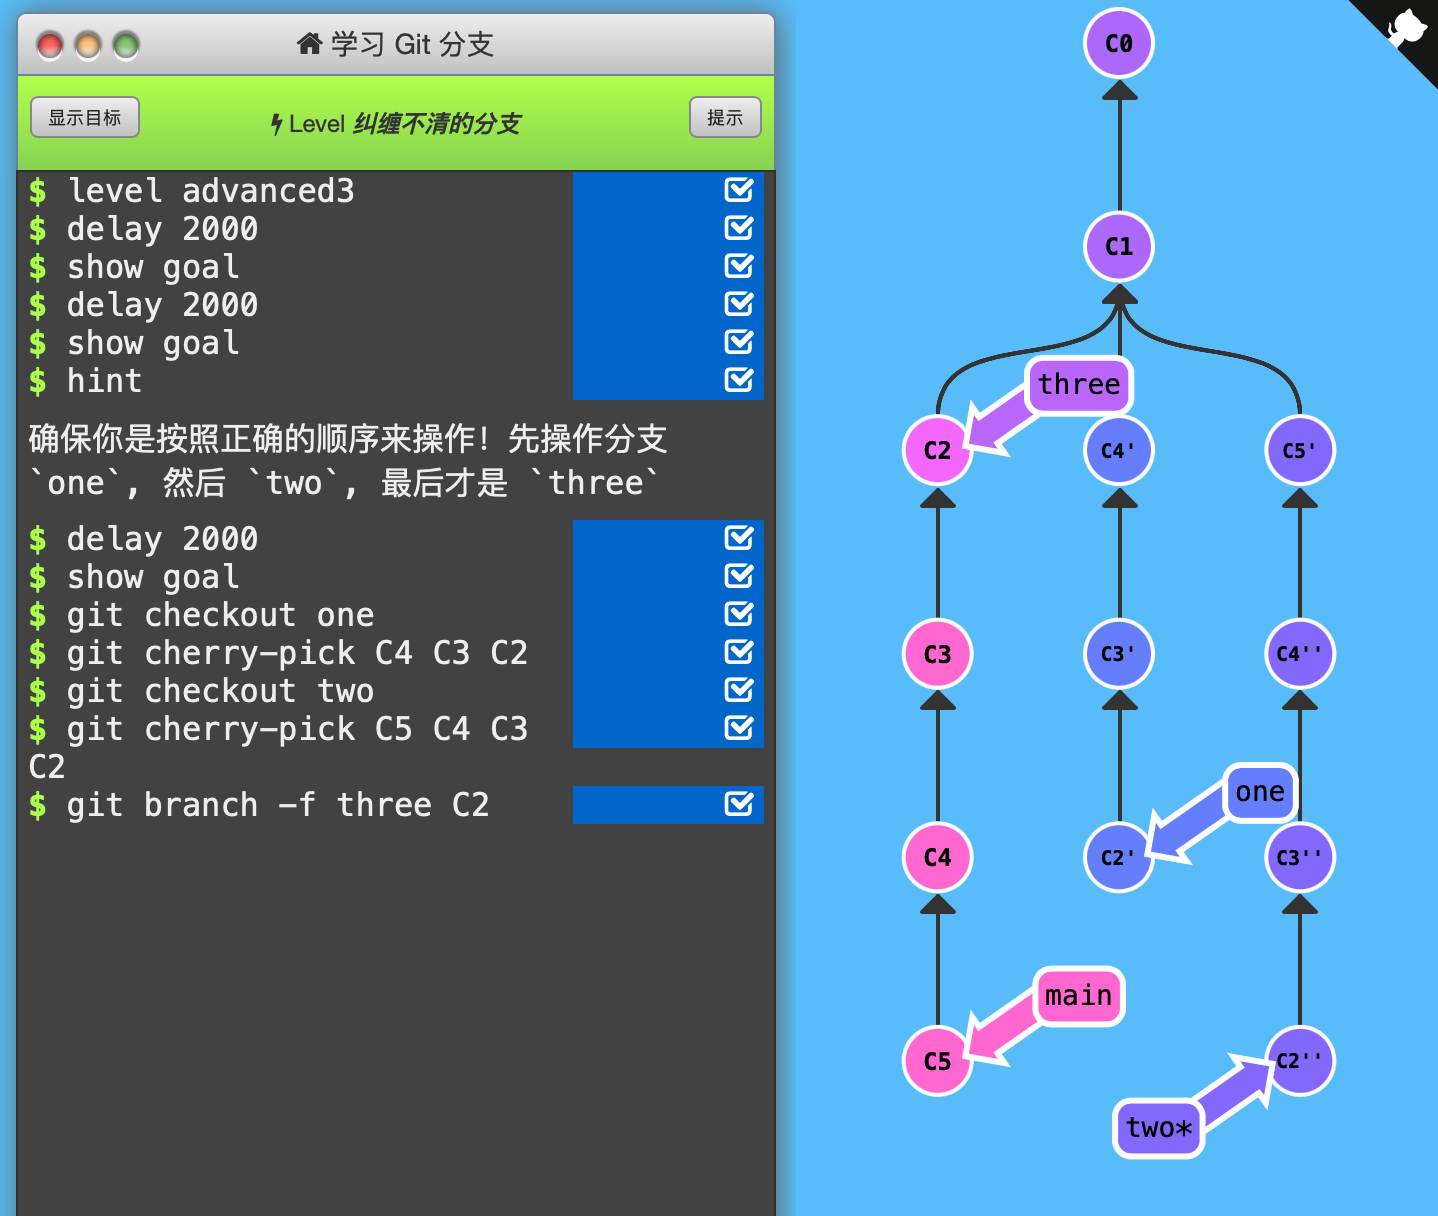 学习 Git 分支
显示目标
Level 纠缠不清的分支
提示
$ level advanced3
$ delay 2000
$ show goal
$ delay 2000
$ show goal
$ hint
确保你是按照正确的顺序来操作！先操作分支
`one`, 然后 `two`, 最后才是 `three`
$ delay 2000
$ show goal
$ git checkout one
$ git cherry-pick C4 C3 C2
$ git checkout two
$ git cherry-pick C5 C4 C3
C2
$ git branch -f three C2
C0
C1
three
C2
C4'
C5'
C3
C3'
C4''
one
C4
C2'
C3''
main
C5
C2''
two*